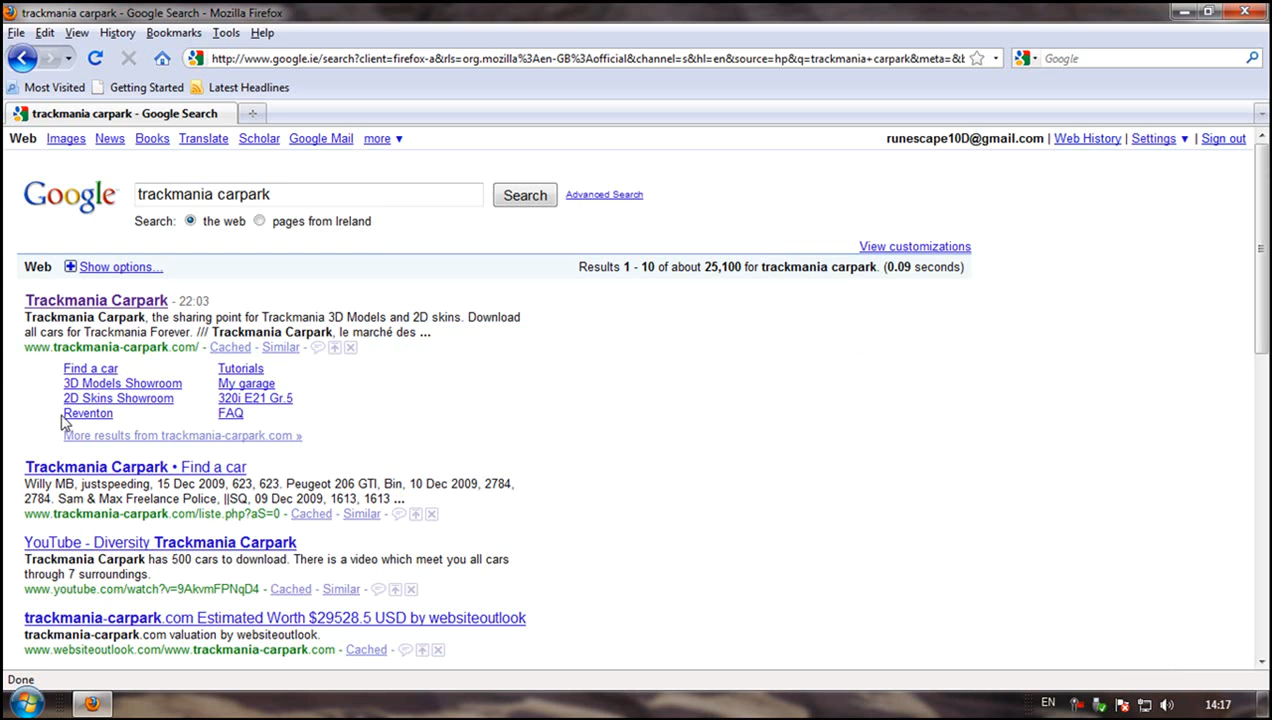 trackmania carpark - Google Search - Mozilla Firefox
File Edit View History Bookmarks Tools Help
http://www.google.ie/search?client=firefox-a&rls=org.mozilla%3Aen-GB%3Aofficial&channel=s&hl=en&source=hp&q=trackmania+carpark&meta=&b
Google
Most Visited Getting Started Latest Headlines
trackmania carpark - Google Search
Web Images News Books Translate Scholar Google Mail more ▼
runescape10D@gmail.com | Web History | Settings ▼ | Sign out
Google trackmania carpark Search Advanced Search
Search: the web pages from Ireland
View customizations
Web Show options... Results 1 - 10 of about 25,100 for trackmania carpark. (0.09 seconds)
Trackmania Carpark - 22:03
Trackmania Carpark, the sharing point for Trackmania 3D Models and 2D skins. Download
all cars for Trackmania Forever. /// Trackmania Carpark, le marché des ...
www.trackmania-carpark.com/ - Cached - Similar
Find a car Tutorials
3D Models Showroom My garage
2D Skins Showroom 320i E21 Gr.5
Reventon FAQ
More results from trackmania-carpark.com »
Trackmania Carpark • Find a car
Willy MB, justspeeding, 15 Dec 2009, 623, 623. Peugeot 206 GTI, Bin, 10 Dec 2009, 2784,
2784. Sam & Max Freelance Police, ||SQ, 09 Dec 2009, 1613, 1613 ...
www.trackmania-carpark.com/liste.php?aS=0 - Cached - Similar
YouTube - Diversity Trackmania Carpark
Trackmania Carpark has 500 cars to download. There is a video which meet you all cars
through 7 surroundings.
www.youtube.com/watch?v=9AkvmFPNqD4 - Cached - Similar
trackmania-carpark.com Estimated Worth $29528.5 USD by websiteoutlook
trackmania-carpark.com valuation by websiteoutlook.
www.websiteoutlook.com/www.trackmania-carpark.com - Cached
Done
EN 14:17